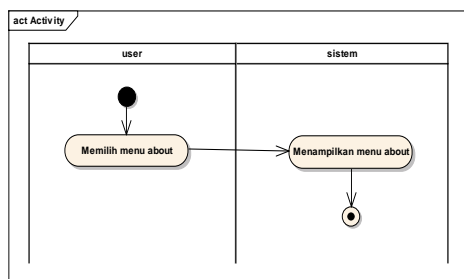 act Activity
user
sistem
Memilih menu about
Menampilkan menu about